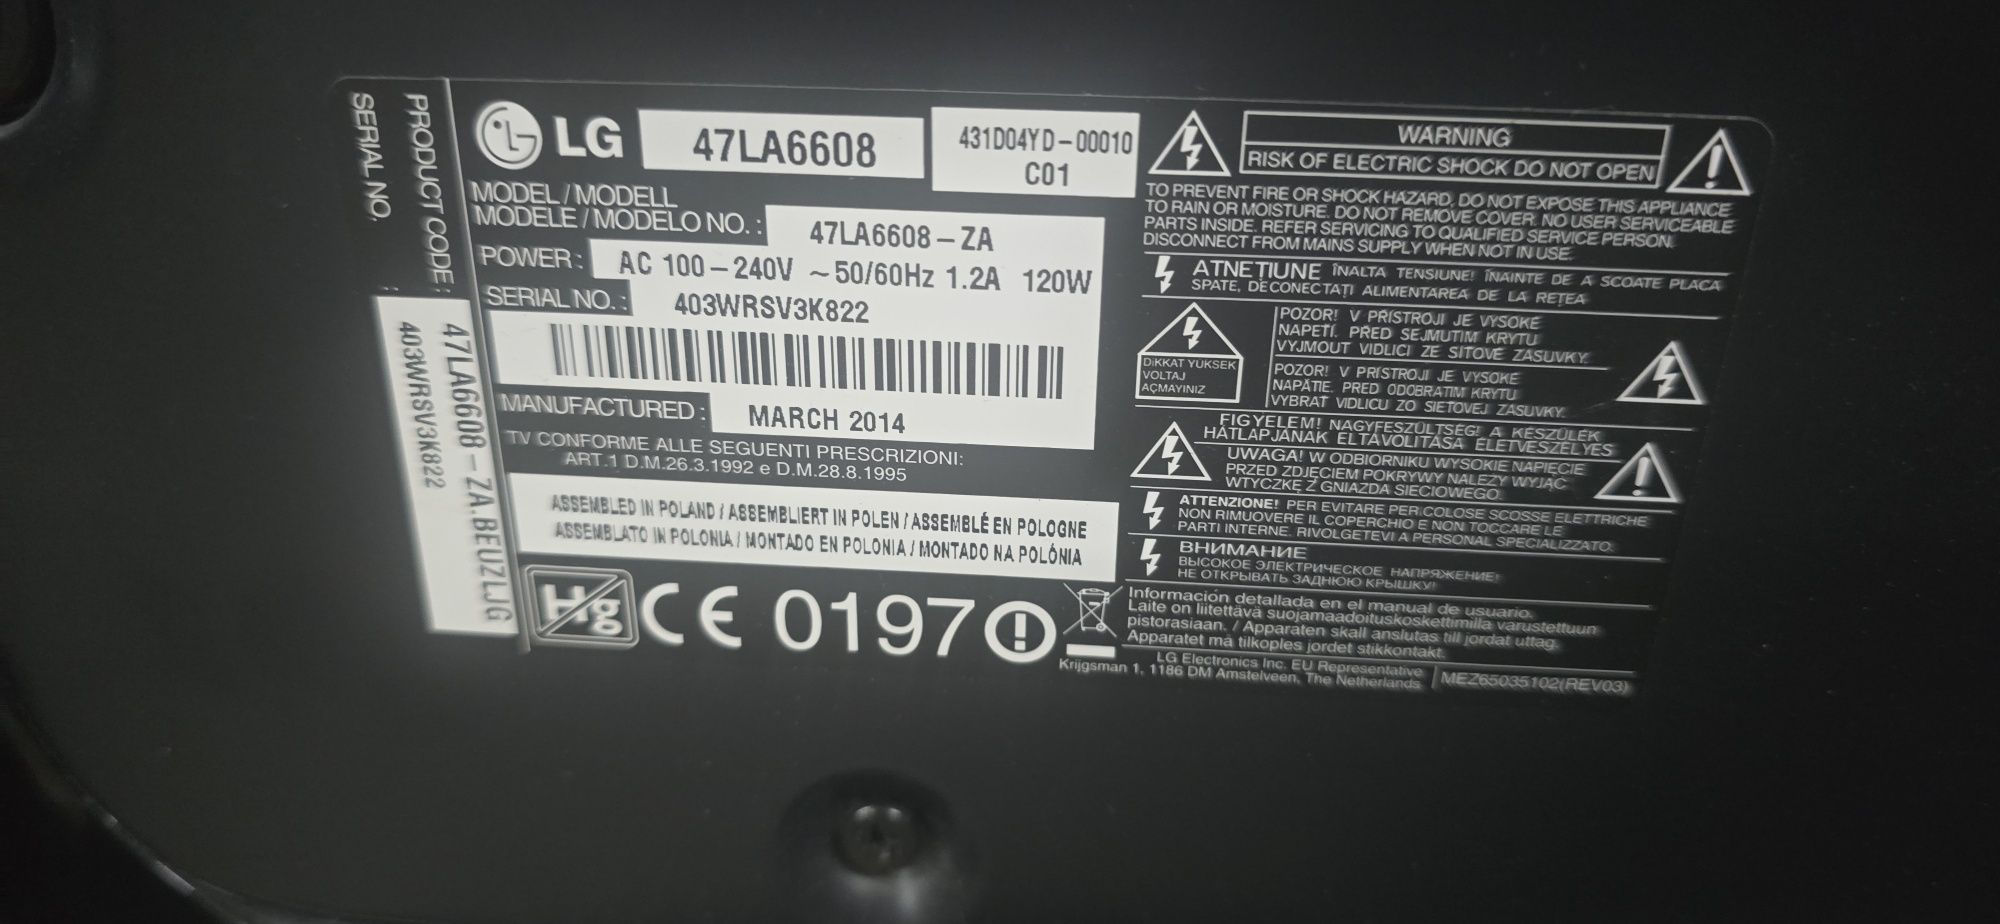 PRODUCT CODE : 47LA6608-ZA.BEUZLJG
SERIAL NO. : 403WRSV3K822
LG
47LA6608
431D04YD-00010
C01
MODEL / MODELL
MODELE / MODELO NO. : 47LA6608-ZA
POWER : AC 100-240V ~50/60Hz 1.2A 120W
SERIAL NO. : 403WRSV3K822
MANUFACTURED : MARCH 2014
TV CONFORME ALLE SEGUENTI PRESCRIZIONI:
ART.1 D.M.26.3.1992 e D.M.28.8.1995
ASSEMBLED IN POLAND / ASSEMBLIERT IN POLEN / ASSEMBLÉ EN POLOGNE
ASSEMBLATO IN POLONIA / MONTADO EN POLONIA / MONTADO NA POLÓNIA
Hg CE 0197
WARNING
RISK OF ELECTRIC SHOCK DO NOT OPEN
TO PREVENT FIRE OR SHOCK HAZARD, DO NOT EXPOSE THIS APPLIANCE
TO RAIN OR MOISTURE. DO NOT REMOVE COVER. NO USER SERVICEABLE
PARTS INSIDE. REFER SERVICING TO QUALIFIED SERVICE PERSON.
DISCONNECT FROM MAINS SUPPLY WHEN NOT IN USE.
ATNEŢIUNE ÎNALTA TENSIUNE! ÎNAINTE DE A SCOATE PLACA
SPATE, DECONECTAŢI ALIMENTAREA DE LA REŢEA
DİKKAT YUKSEK
VOLTAJ
AÇMAYINIZ
POZOR! V PŘÍSTROJI JE VYSOKÉ
NAPĚTÍ. PŘED SEJMUTÍM KRYTU
VYJMOUT VIDLICI ZE SÍŤOVÉ ZÁSUVKY.
POZOR! V PRÍSTROJI JE VYSOKÉ
NAPÄTIE. PRED ODOBRATÍM KRYTU
VYBRAŤ VIDLICU ZO SIEŤOVEJ ZÁSUVKY.
FIGYELEM! NAGYFESZÜLTSÉG! A KÉSZÜLÉK
HÁTLAPJÁNAK ELTÁVOLÍTÁSA ÉLETVESZÉLYES
UWAGA! W ODBIORNIKU WYSOKIE NAPIĘCIE
PRZED ZDJĘCIEM POKRYWY NALEŻY WYJĄĆ
WTYCZKĘ Z GNIAZDA SIECIOWEGO.
ATTENZIONE! PER EVITARE PERICOLOSE SCOSSE ELETTRICHE
NON RIMUOVERE IL COPERCHIO E NON TOCCARE LE
PARTI INTERNE. RIVOLGETEVI A PERSONAL SPECIALIZZATO.
ВНИМАНИЕ
ВЫСОКОЕ ЭЛЕКТРИЧЕСКОЕ НАПРЯЖЕНИЕ!
НЕ ОТКРЫВАТЬ ЗАДНЮЮ КРЫШКУ!
Información detallada en el manual de usuario.
Laite on liitettävä suojamaadoituskoskettimilla varustettuun
pistorasiaan. / Apparaten skall anslutas till jordat uttag.
Apparatet må tilkoples jordet stikkontakt.
LG Electronics Inc. EU Representative
Krijgsman 1, 1186 DM Amstelveen, The Netherlands
MEZ65035102(REV03)